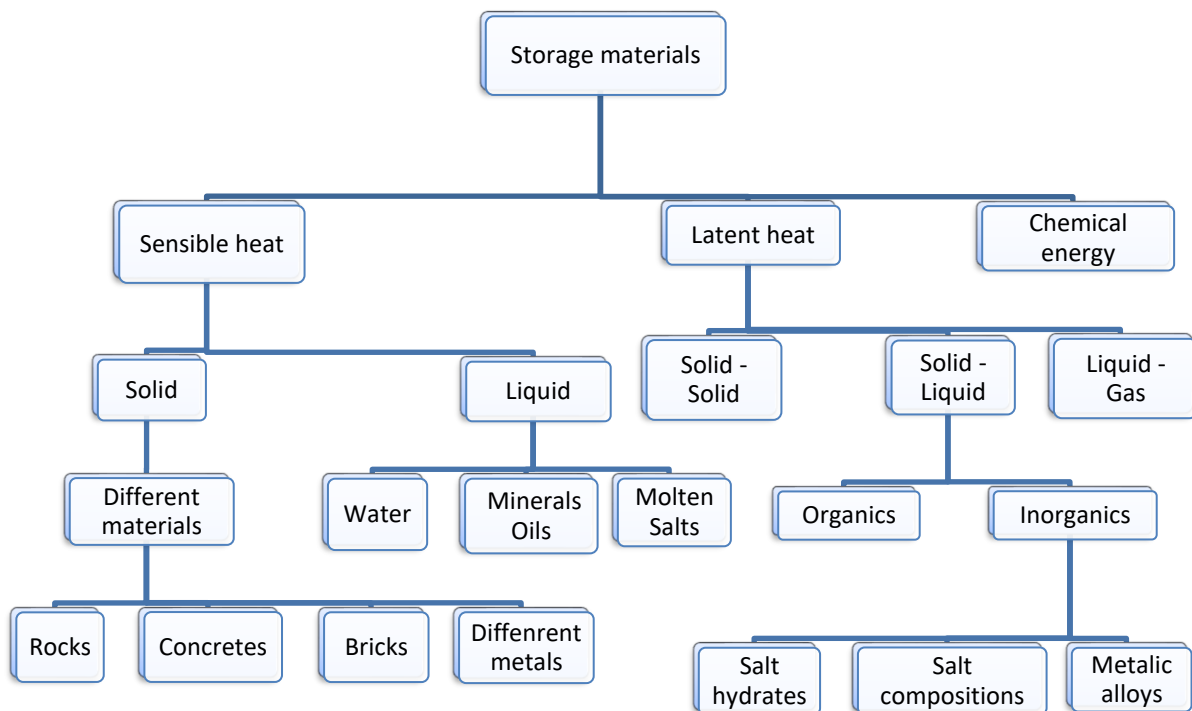 Storage materials
Sensible heat
Latent heat
Chemical
energy
Solid
Liquid
Solid -
Solid
Solid -
Liquid
Liquid -
Gas
Different
materials
Water
Minerals
Oils
Molten
Salts
Organics
Inorganics
Rocks
Concretes
Bricks
Diffenrent
metals
Salt
hydrates
Salt
compositions
Metalic
alloys